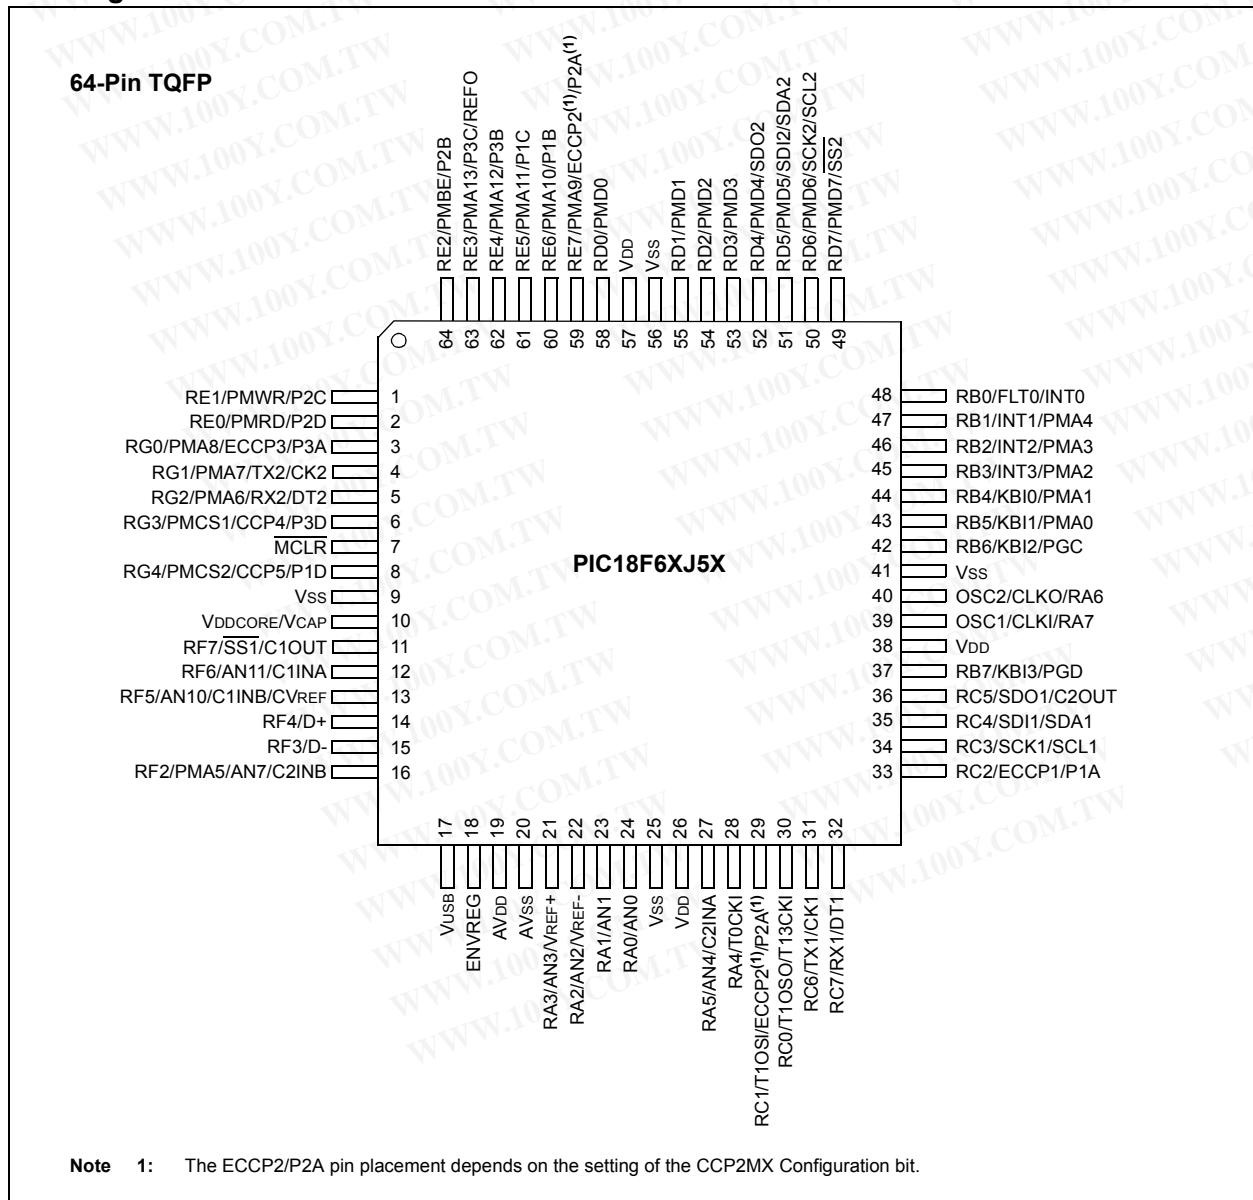 64-Pin TQFP
RE2/PMBE/P2B
RE3/PMA13/P3C/REFO
RE4/PMA12/P3B
RE5/PMA11/P1C
RE6/PMA10/P1B
RE7/PMA9/ECCP2(1)/P2A(1)
RD0/PMD0
VDD
VSS
RD1/PMD1
RD2/PMD2
RD3/PMD3
RD4/PMD4/SDO2
RD5/PMD5/SDI2/SDA2
RD6/PMD6/SCK2/SCL2
RD7/PMD7/SS2
64 63 62 61 60 59 58 57 56 55 54 53 52 51 50 49
RE1/PMWR/P2C 1
RE0/PMRD/P2D 2
RG0/PMA8/ECCP3/P3A 3
RG1/PMA7/TX2/CK2 4
RG2/PMA6/RX2/DT2 5
RG3/PMCS1/CCP4/P3D 6
MCLR 7
RG4/PMCS2/CCP5/P1D 8
VSS 9
VDDCORE/VCAP 10
RF7/SS1/C1OUT 11
RF6/AN11/C1INA 12
RF5/AN10/C1INB/CVREF 13
RF4/D+ 14
RF3/D- 15
RF2/PMA5/AN7/C2INB 16
PIC18F6XJ5X
48 RB0/FLT0/INT0
47 RB1/INT1/PMA4
46 RB2/INT2/PMA3
45 RB3/INT3/PMA2
44 RB4/KBI0/PMA1
43 RB5/KBI1/PMA0
42 RB6/KBI2/PGC
41 VSS
40 OSC2/CLKO/RA6
39 OSC1/CLKI/RA7
38 VDD
37 RB7/KBI3/PGD
36 RC5/SDO1/C2OUT
35 RC4/SDI1/SDA1
34 RC3/SCK1/SCL1
33 RC2/ECCP1/P1A
17 18 19 20 21 22 23 24 25 26 27 28 29 30 31 32
VUSB
ENVREG
AVDD
AVSS
RA3/AN3/VREF+
RA2/AN2/VREF-
RA1/AN1
RA0/AN0
VSS
VDD
RA5/AN4/C2INA
RA4/T0CKI
RC1/T1OSI/ECCP2(1)/P2A(1)
RC0/T1OSO/T13CKI
RC6/TX1/CK1
RC7/RX1/DT1
Note 1: The ECCP2/P2A pin placement depends on the setting of the CCP2MX Configuration bit.
WWW.100Y.COM.TW